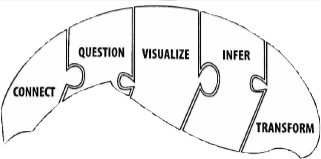 CONNECT
QUESTION
VISUALIZE
INFER
TRANSFORM